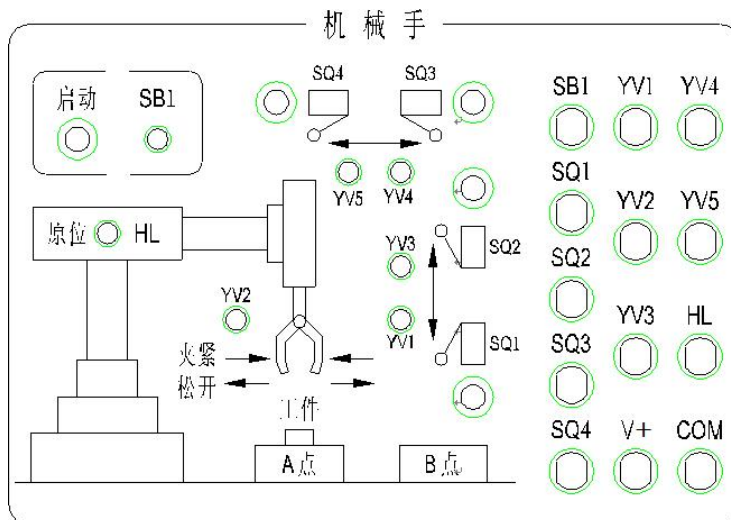 机械手
SQ4 SQ3
启动 SB1
SB1 YV1 YV4
YV5 YV4
SQ1
原位 HL
YV3 SQ2
YV2 YV5
SQ2
YV2
YV1 SQ1
YV3 HL
夹紧
松开
SQ3
工件
SQ4 V+ COM
A点 B点